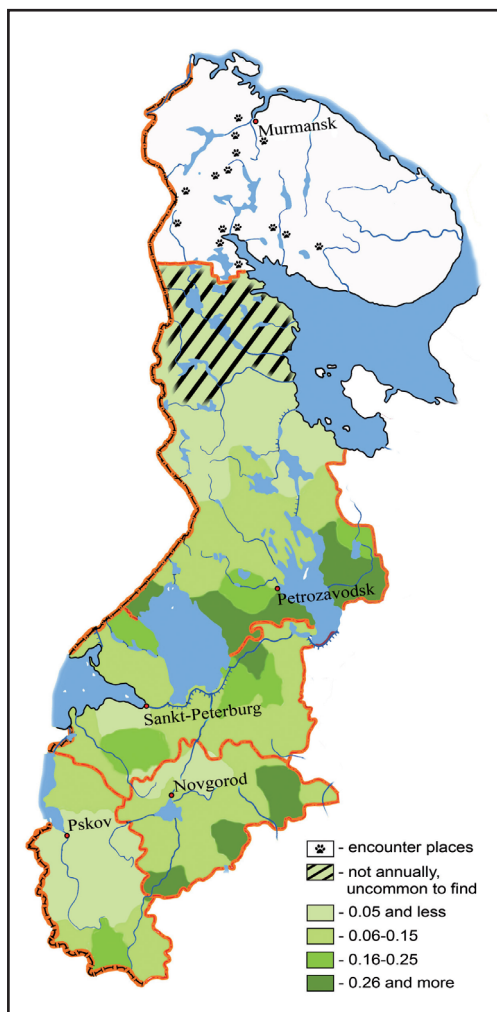 Murmansk
Petrozavodsk
Sankt-Peterburg
Novgorod
Pskov
- encounter places
- not annually,
uncommon to find
- 0.05 and less
- 0.06-0.15
- 0.16-0.25
- 0.26 and more